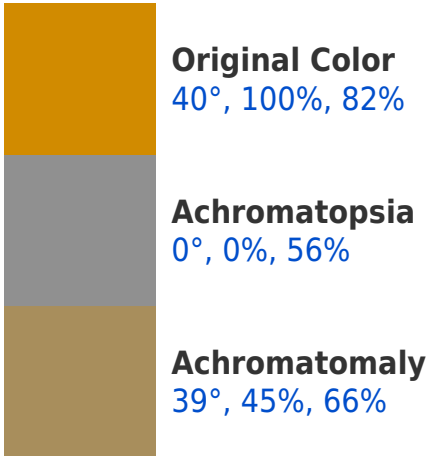 Original Color
40°, 100%, 82%
Achromatopsia
0°, 0%, 56%
Achromatomaly
39°, 45%, 66%